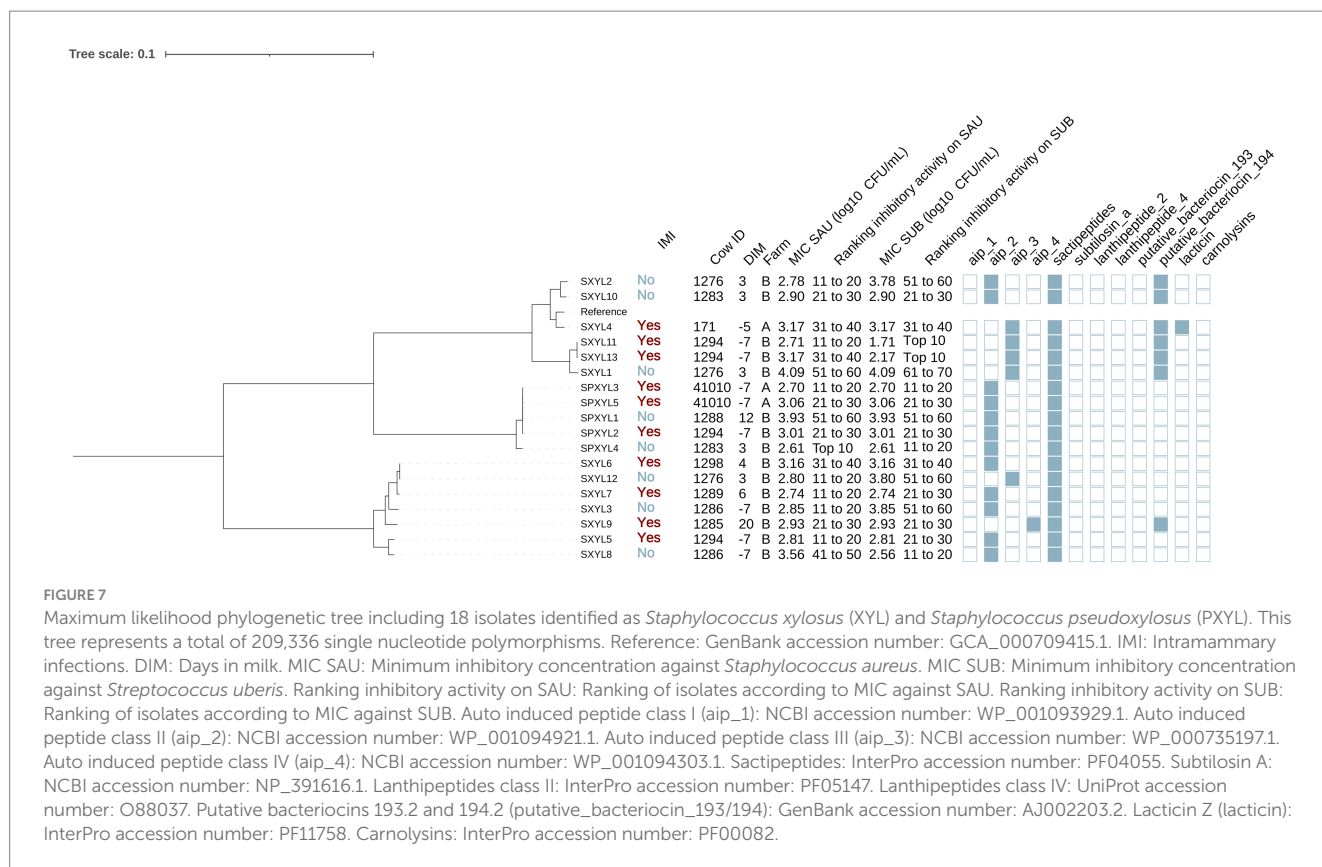 Tree scale: 0.1
IMI
Cow ID
DIM
Farm
MIC SAU (log10 CFU/mL)
Ranking inhibitory activity on SAU
MIC SUB (log10 CFU/mL)
Ranking inhibitory activity on SUB
aip_1
aip_2
aip_3
aip_4
sactipeptides
subtilosin_a
lanthipeptide_2
lanthipeptide_4
putative_bacteriocin_193
putative_bacteriocin_194
lacticin
carnolysins
SXYL2 No 1276 3 B 2.78 11 to 20 3.78 51 to 60
SXYL10 No 1283 3 B 2.90 21 to 30 2.90 21 to 30
Reference
SXYL4 Yes 171 -5 A 3.17 31 to 40 3.17 31 to 40
SXYL11 Yes 1294 -7 B 2.71 11 to 20 1.71 Top 10
SXYL13 Yes 1294 -7 B 3.17 31 to 40 2.17 Top 10
SXYL1 No 1276 3 B 4.09 51 to 60 4.09 61 to 70
SPXYL3 Yes 41010 -7 A 2.70 11 to 20 2.70 11 to 20
SPXYL5 Yes 41010 -7 A 3.06 21 to 30 3.06 21 to 30
SPXYL1 No 1288 12 B 3.93 51 to 60 3.93 51 to 60
SPXYL2 Yes 1294 -7 B 3.01 21 to 30 3.01 21 to 30
SPXYL4 No 1283 3 B 2.61 Top 10 2.61 11 to 20
SXYL6 Yes 1298 4 B 3.16 31 to 40 3.16 31 to 40
SXYL12 No 1276 3 B 2.80 11 to 20 3.80 51 to 60
SXYL7 Yes 1289 6 B 2.74 11 to 20 2.74 21 to 30
SXYL3 No 1286 -7 B 2.85 11 to 20 3.85 51 to 60
SXYL9 Yes 1285 20 B 2.93 21 to 30 2.93 21 to 30
SXYL5 Yes 1294 -7 B 2.81 11 to 20 2.81 21 to 30
SXYL8 No 1286 -7 B 3.56 41 to 50 2.56 11 to 20
FIGURE 7
Maximum likelihood phylogenetic tree including 18 isolates identified as Staphylococcus xylosus (XYL) and Staphylococcus pseudoxylosus (PXYL). This
tree represents a total of 209,336 single nucleotide polymorphisms. Reference: GenBank accession number: GCA_000709415.1. IMI: Intramammary
infections. DIM: Days in milk. MIC SAU: Minimum inhibitory concentration against Staphylococcus aureus. MIC SUB: Minimum inhibitory concentration
against Streptococcus uberis. Ranking inhibitory activity on SAU: Ranking of isolates according to MIC against SAU. Ranking inhibitory activity on SUB:
Ranking of isolates according to MIC against SUB. Auto induced peptide class I (aip_1): NCBI accession number: WP_001093929.1. Auto induced
peptide class II (aip_2): NCBI accession number: WP_001094921.1. Auto induced peptide class III (aip_3): NCBI accession number: WP_000735197.1.
Auto induced peptide class IV (aip_4): NCBI accession number: WP_001094303.1. Sactipeptides: InterPro accession number: PF04055. Subtilosin A:
NCBI accession number: NP_391616.1. Lanthipeptides class II: InterPro accession number: PF05147. Lanthipeptides class IV: UniProt accession
number: O88037. Putative bacteriocins 193.2 and 194.2 (putative_bacteriocin_193/194): GenBank accession number: AJ002203.2. Lacticin Z (lacticin):
InterPro accession number: PF11758. Carnolysins: InterPro accession number: PF00082.